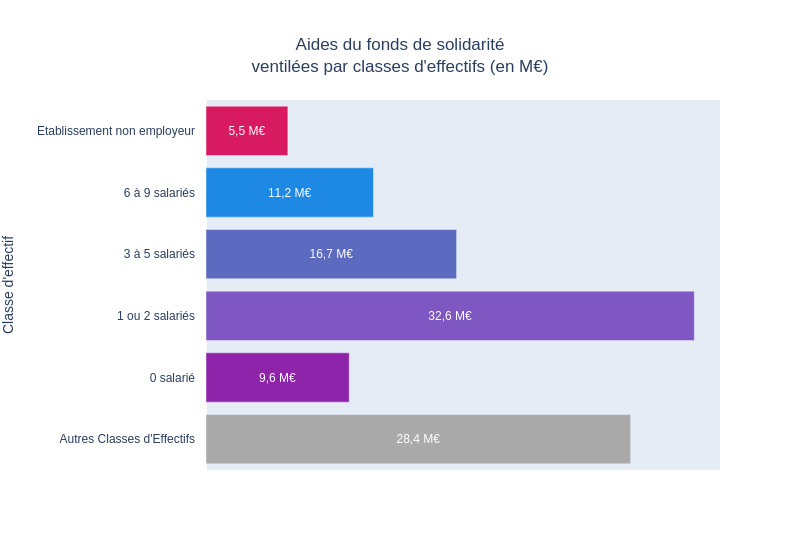 Aides du fonds de solidarité
ventilées par classes d'effectifs (en M€)
Classe d'effectif
Etablissement non employeur
5,5 M€
6 à 9 salariés
11,2 M€
3 à 5 salariés
16,7 M€
1 ou 2 salariés
32,6 M€
0 salarié
9,6 M€
Autres Classes d'Effectifs
28,4 M€